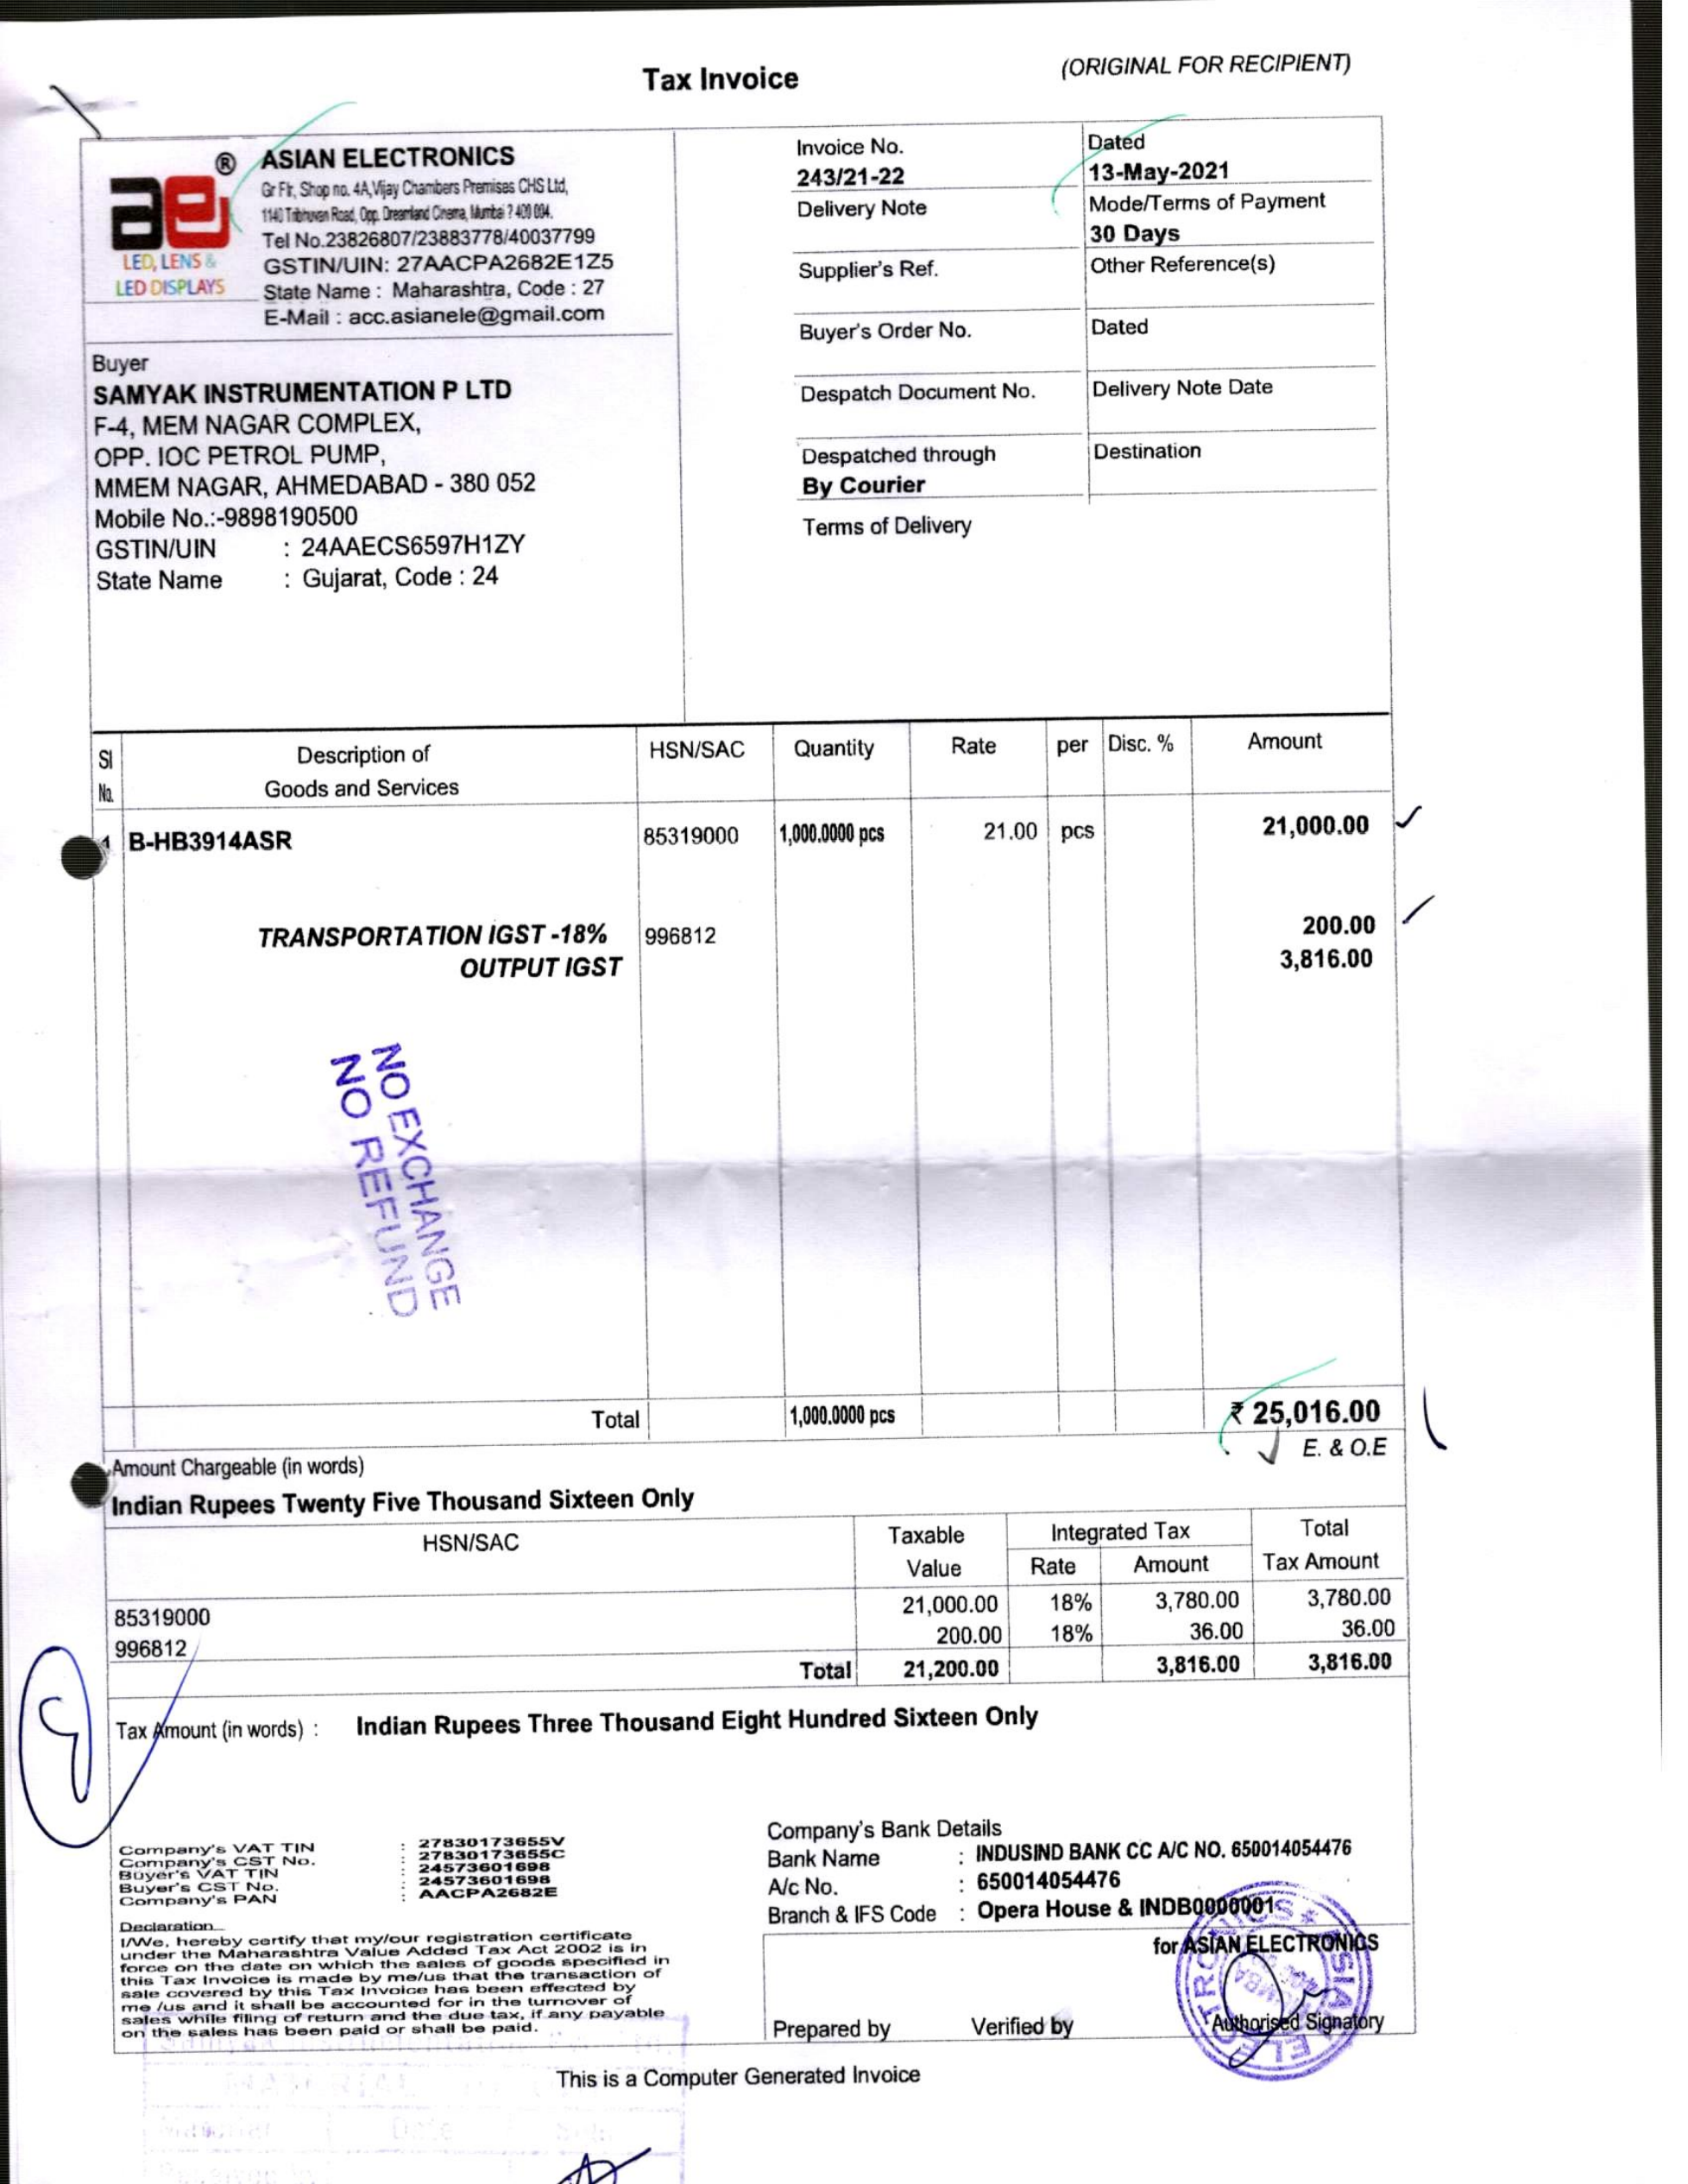 Tax Invoice
(ORIGINAL FOR RECIPIENT)
ae ®
LED, LENS &
LED DISPLAYS
ASIAN ELECTRONICS
Gr Flr, Shop no. 4A,Vijay Chambers Premises CHS Ltd,
1140 Tribhuvan Road, Opp. Dreamland Cinema, Mumbai ? 400 004.
Tel No.23826807/23883778/40037799
GSTIN/UIN: 27AACPA2682E1Z5
State Name : Maharashtra, Code : 27
E-Mail : acc.asianele@gmail.com
Invoice No.
243/21-22
Dated
13-May-2021
Delivery Note
Mode/Terms of Payment
30 Days
Supplier's Ref.
Other Reference(s)
Buyer's Order No.
Dated
Despatch Document No.
Delivery Note Date
Despatched through
By Courier
Destination
Terms of Delivery
Buyer
SAMYAK INSTRUMENTATION P LTD
F-4, MEM NAGAR COMPLEX,
OPP. IOC PETROL PUMP,
MMEM NAGAR, AHMEDABAD - 380 052
Mobile No.:-9898190500
GSTIN/UIN : 24AAECS6597H1ZY
State Name : Gujarat, Code : 24
Sl No. Description of Goods and Services HSN/SAC Quantity Rate per Disc. % Amount
1 B-HB3914ASR 85319000 1,000.0000 pcs 21.00 pcs 21,000.00
TRANSPORTATION IGST -18% 996812 200.00
OUTPUT IGST 3,816.00
NO EXCHANGE
NO REFUND
Total 1,000.0000 pcs ₹ 25,016.00
E. & O.E
Amount Chargeable (in words)
Indian Rupees Twenty Five Thousand Sixteen Only
HSN/SAC Taxable Value Integrated Tax Rate Amount Total Tax Amount
85319000 21,000.00 18% 3,780.00 3,780.00
996812 200.00 18% 36.00 36.00
Total 21,200.00 3,816.00 3,816.00
Tax Amount (in words) : Indian Rupees Three Thousand Eight Hundred Sixteen Only
Company's VAT TIN : 27830173655V
Company's CST No. : 27830173655C
Buyer's VAT TIN : 24573601698
Buyer's CST No. : 24573601698
Company's PAN : AACPA2682E
Declaration
I/We, hereby certify that my/our registration certificate
under the Maharashtra Value Added Tax Act 2002 is in
force on the date on which the sales of goods specified in
this Tax Invoice is made by me/us that the transaction of
sale covered by this Tax Invoice has been effected by
me /us and it shall be accounted for in the turnover of
sales while filing of return and the due tax, if any payable
on the sales has been paid or shall be paid.
Company's Bank Details
Bank Name : INDUSIND BANK CC A/C NO. 650014054476
A/c No. : 650014054476
Branch & IFS Code : Opera House & INDB0000001
for ASIAN ELECTRONICS
Prepared by Verified by Authorised Signatory
This is a Computer Generated Invoice